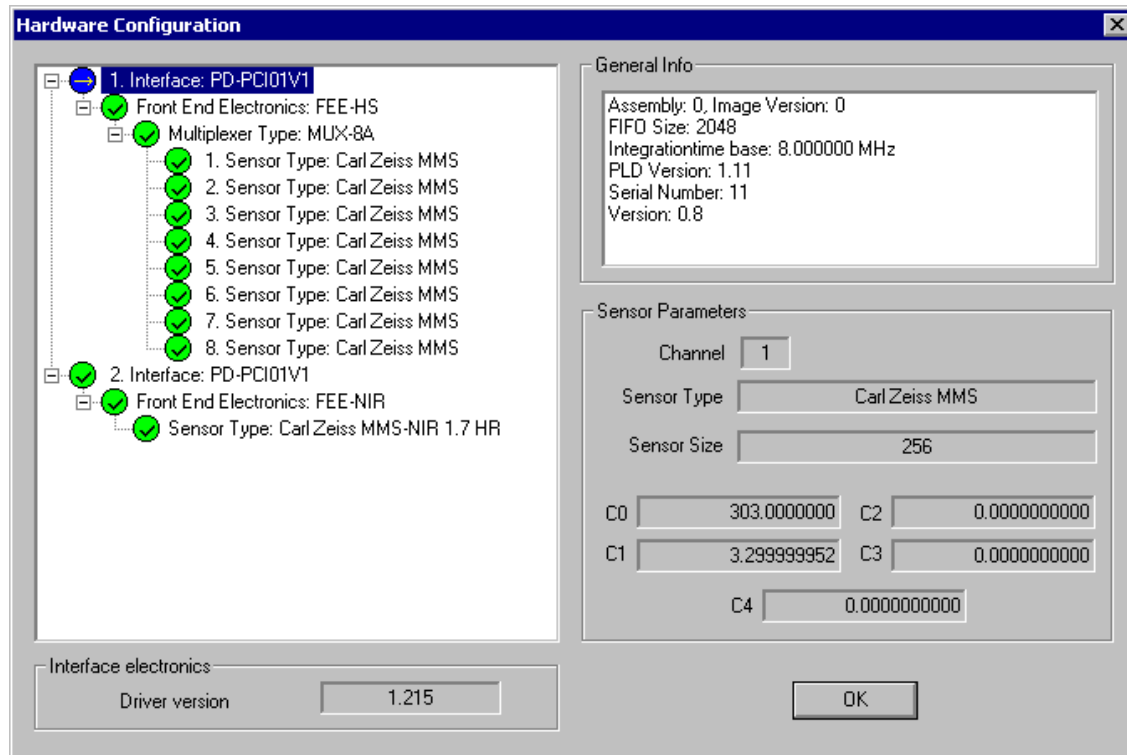 Hardware Configuration
1. Interface: PD-PCI01V1
Front End Electronics: FEE-HS
Multiplexer Type: MUX-8A
1. Sensor Type: Carl Zeiss MMS
2. Sensor Type: Carl Zeiss MMS
3. Sensor Type: Carl Zeiss MMS
4. Sensor Type: Carl Zeiss MMS
5. Sensor Type: Carl Zeiss MMS
6. Sensor Type: Carl Zeiss MMS
7. Sensor Type: Carl Zeiss MMS
8. Sensor Type: Carl Zeiss MMS
2. Interface: PD-PCI01V1
Front End Electronics: FEE-NIR
Sensor Type: Carl Zeiss MMS-NIR 1.7 HR
Interface electronics
Driver version 1.215
General Info
Assembly: 0, Image Version: 0
FIFO Size: 2048
Integrationtime base: 8.000000 MHz
PLD Version: 1.11
Serial Number: 11
Version: 0.8
Sensor Parameters
Channel 1
Sensor Type Carl Zeiss MMS
Sensor Size 256
C0 303.0000000 C2 0.0000000000
C1 3.299999952 C3 0.0000000000
C4 0.0000000000
OK